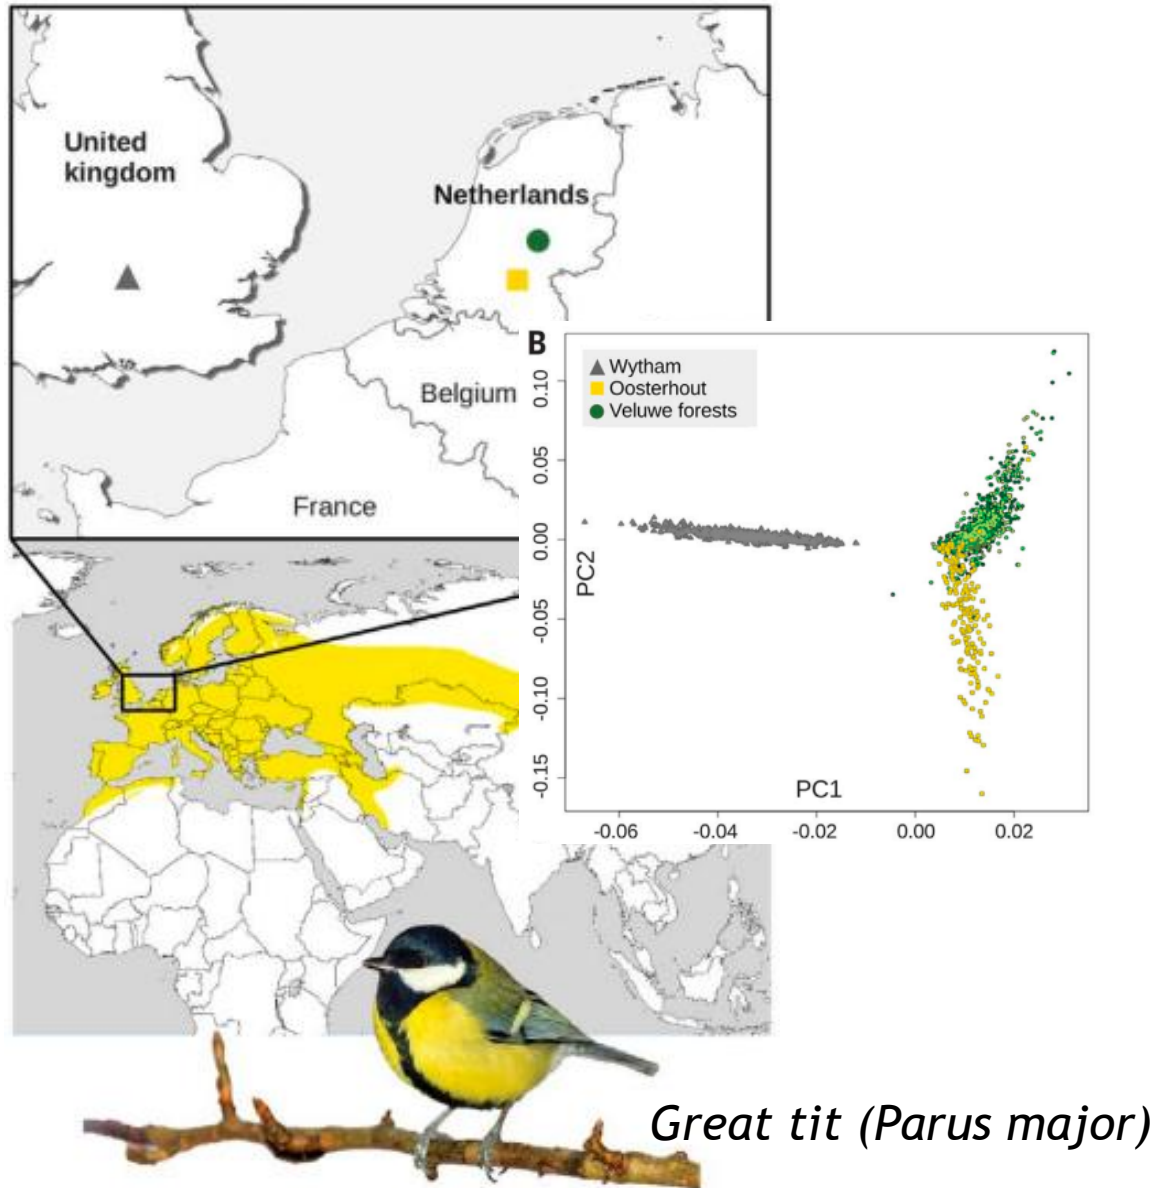 United
kingdom
Netherlands
Belgium
France
B
Wytham
Oosterhout
Veluwe forests
0.10
0.05
0.00
-0.05
-0.10
-0.15
PC2
PC1
-0.06
-0.04
-0.02
0.00
0.02
Great tit (Parus major)